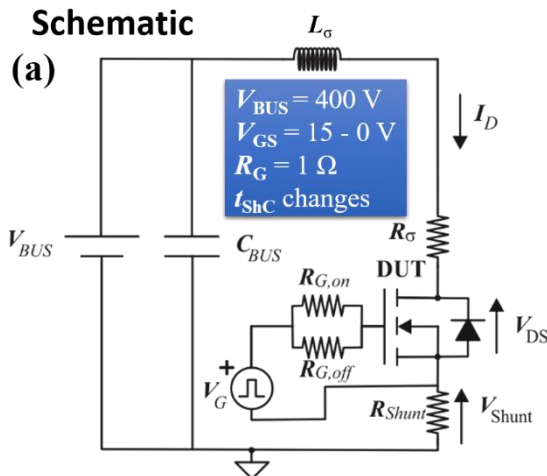 Schematic
(a)
Lσ
VBUS = 400 V
VGS = 15 - 0 V
RG = 1 Ω
tShC changes
ID
Rσ
VBUS
CBUS
DUT
RG,on
RG,off
VDS
+
VG
RShunt
VShunt